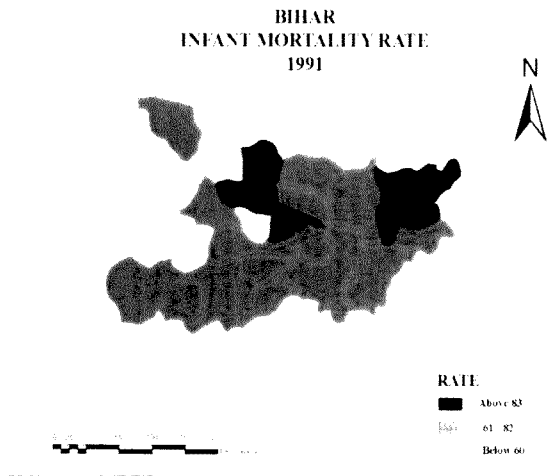 BIHAR
INFANT MORTALITY RATE
1991
N
RATE
Above 83
61 82
Below 60